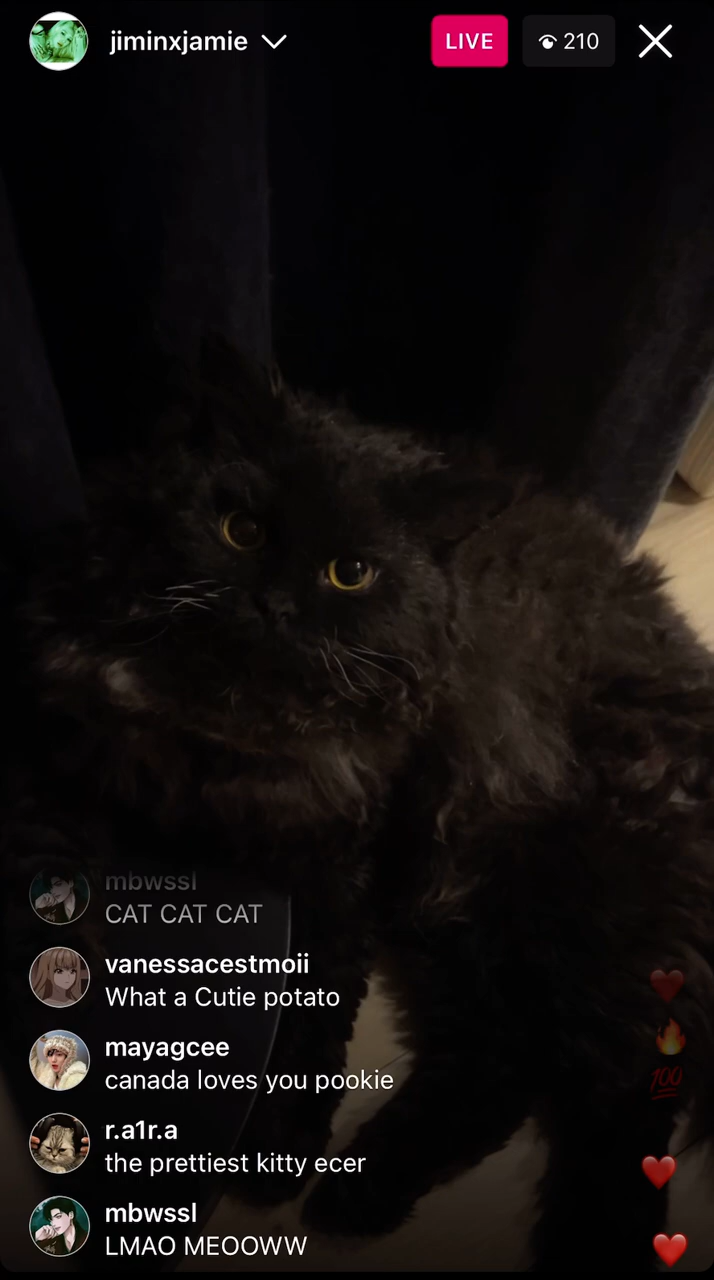 jiminxjamie
LIVE
210
mbwssl
CAT CAT CAT
vanessacestmoii
What a Cutie potato
mayagcee
canada loves you pookie
r.a1r.a
the prettiest kitty ecer
mbwssl
LMAO MEOOWW
100